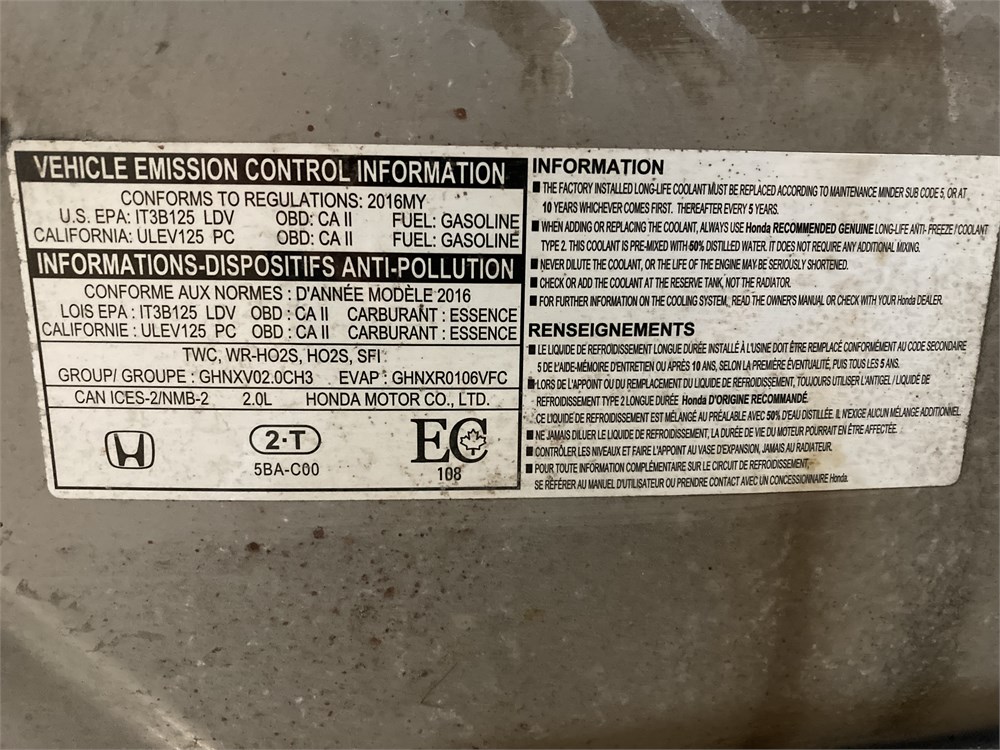 VEHICLE EMISSION CONTROL INFORMATION
CONFORMS TO REGULATIONS: 2016MY
U.S. EPA: IT3B125 LDV OBD: CA II FUEL: GASOLINE
CALIFORNIA: ULEV125 PC OBD: CA II FUEL: GASOLINE
INFORMATIONS-DISPOSITIFS ANTI-POLLUTION
CONFORME AUX NORMES : D'ANNÉE MODÈLE 2016
LOIS EPA : IT3B125 LDV OBD : CA II CARBURANT : ESSENCE
CALIFORNIE : ULEV125 PC OBD : CA II CARBURANT : ESSENCE
TWC, WR-HO2S, HO2S, SFI
GROUP/ GROUPE : GHNXV02.0CH3 EVAP : GHNXR0106VFC
CAN ICES-2/NMB-2 2.0L HONDA MOTOR CO., LTD.
2·T
5BA-C00
EC
108
INFORMATION
■ THE FACTORY INSTALLED LONG-LIFE COOLANT MUST BE REPLACED ACCORDING TO MAINTENANCE MINDER SUB CODE 5, OR AT
10 YEARS WHICHEVER COMES FIRST. THEREAFTER EVERY 5 YEARS.
■ WHEN ADDING OR REPLACING THE COOLANT, ALWAYS USE Honda RECOMMENDED GENUINE LONG-LIFE ANTI- FREEZE / COOLANT
TYPE 2. THIS COOLANT IS PRE-MIXED WITH 50% DISTILLED WATER. IT DOES NOT REQUIRE ANY ADDITIONAL MIXING.
■ NEVER DILUTE THE COOLANT, OR THE LIFE OF THE ENGINE MAY BE SERIOUSLY SHORTENED.
■ CHECK OR ADD THE COOLANT AT THE RESERVE TANK, NOT THE RADIATOR.
■ FOR FURTHER INFORMATION ON THE COOLING SYSTEM, READ THE OWNER'S MANUAL OR CHECK WITH YOUR Honda DEALER.
RENSEIGNEMENTS
■ LE LIQUIDE DE REFROIDISSEMENT LONGUE DURÉE INSTALLÉ À L'USINE DOIT ÊTRE REMPLACÉ CONFORMÉMENT AU CODE SECONDAIRE
5 DE L'AIDE-MÉMOIRE D'ENTRETIEN OU APRÈS 10 ANS, SELON LA PREMIÈRE ÉVENTUALITÉ, PUIS TOUS LES 5 ANS.
■ LORS DE L'APPOINT OU DU REMPLACEMENT DU LIQUIDE DE REFROIDISSEMENT, TOUJOURS UTILISER L'ANTIGEL / LIQUIDE DE
REFROIDISSEMENT TYPE 2 LONGUE DURÉE Honda D'ORIGINE RECOMMANDÉ.
CE LIQUIDE DE REFROIDISSEMENT EST MÉLANGÉ AU PRÉALABLE AVEC 50% D'EAU DISTILLÉE. IL N'EXIGE AUCUN MÉLANGE ADDITIONNEL.
■ NE JAMAIS DILUER LE LIQUIDE DE REFROIDISSEMENT, LA DURÉE DE VIE DU MOTEUR POURRAIT EN ÊTRE AFFECTÉE.
■ CONTRÔLER LES NIVEAUX ET FAIRE L'APPOINT AU VASE D'EXPANSION, JAMAIS AU RADIATEUR.
■ POUR TOUTE INFORMATION COMPLÉMENTAIRE SUR LE CIRCUIT DE REFROIDISSEMENT,
SE RÉFÉRER AU MANUEL D'UTILISATEUR OU PRENDRE CONTACT AVEC UN CONCESSIONNAIRE Honda.